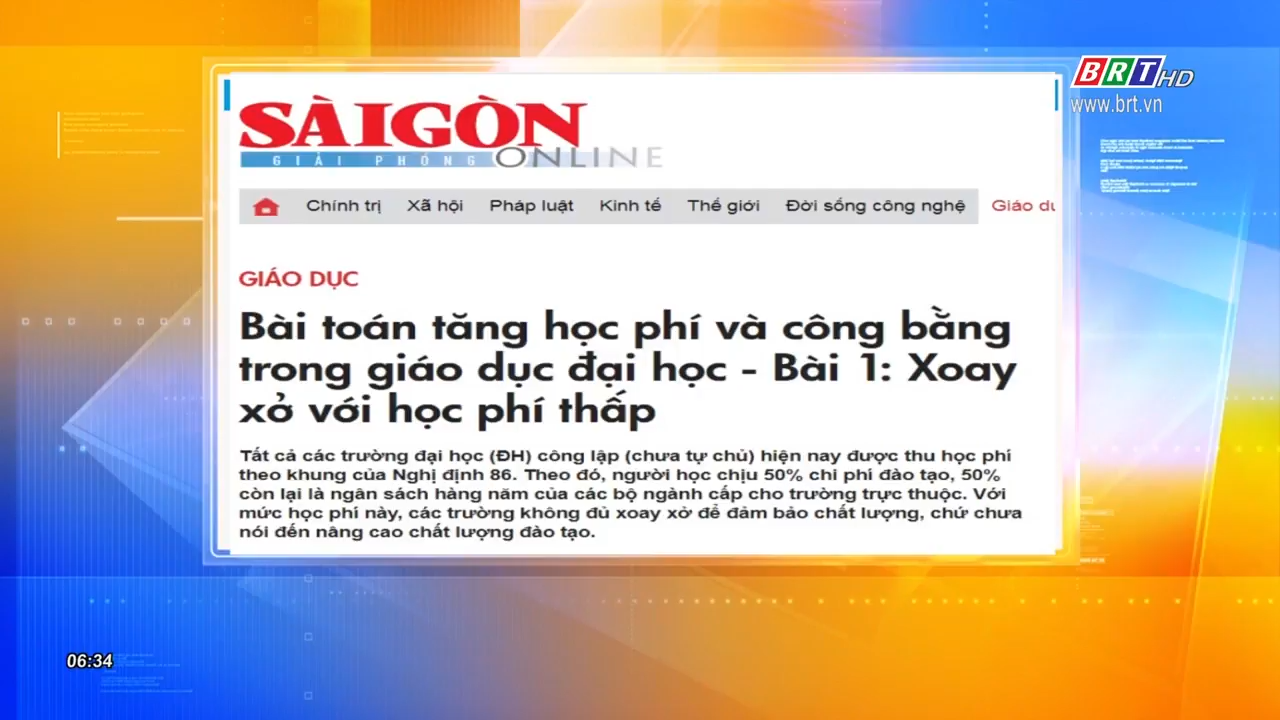 BRT HD
www.brt.vn
SÀI GÒN
GIẢI PHÓNG ONLINE
Chính trị Xã hội Pháp luật Kinh tế Thế giới Đời sống công nghệ Giáo dụ
GIÁO DỤC
Bài toán tăng học phí và công bằng
trong giáo dục đại học - Bài 1: Xoay
xở với học phí thấp
Tất cả các trường đại học (ĐH) công lập (chưa tự chủ) hiện nay được thu học phí
theo khung của Nghị định 86. Theo đó, người học chịu 50% chi phí đào tạo, 50%
còn lại là ngân sách hàng năm của các bộ ngành cấp cho trường trực thuộc. Với
mức học phí này, các trường không đủ xoay xở để đảm bảo chất lượng, chứ chưa
nói đến nâng cao chất lượng đào tạo.
06:34